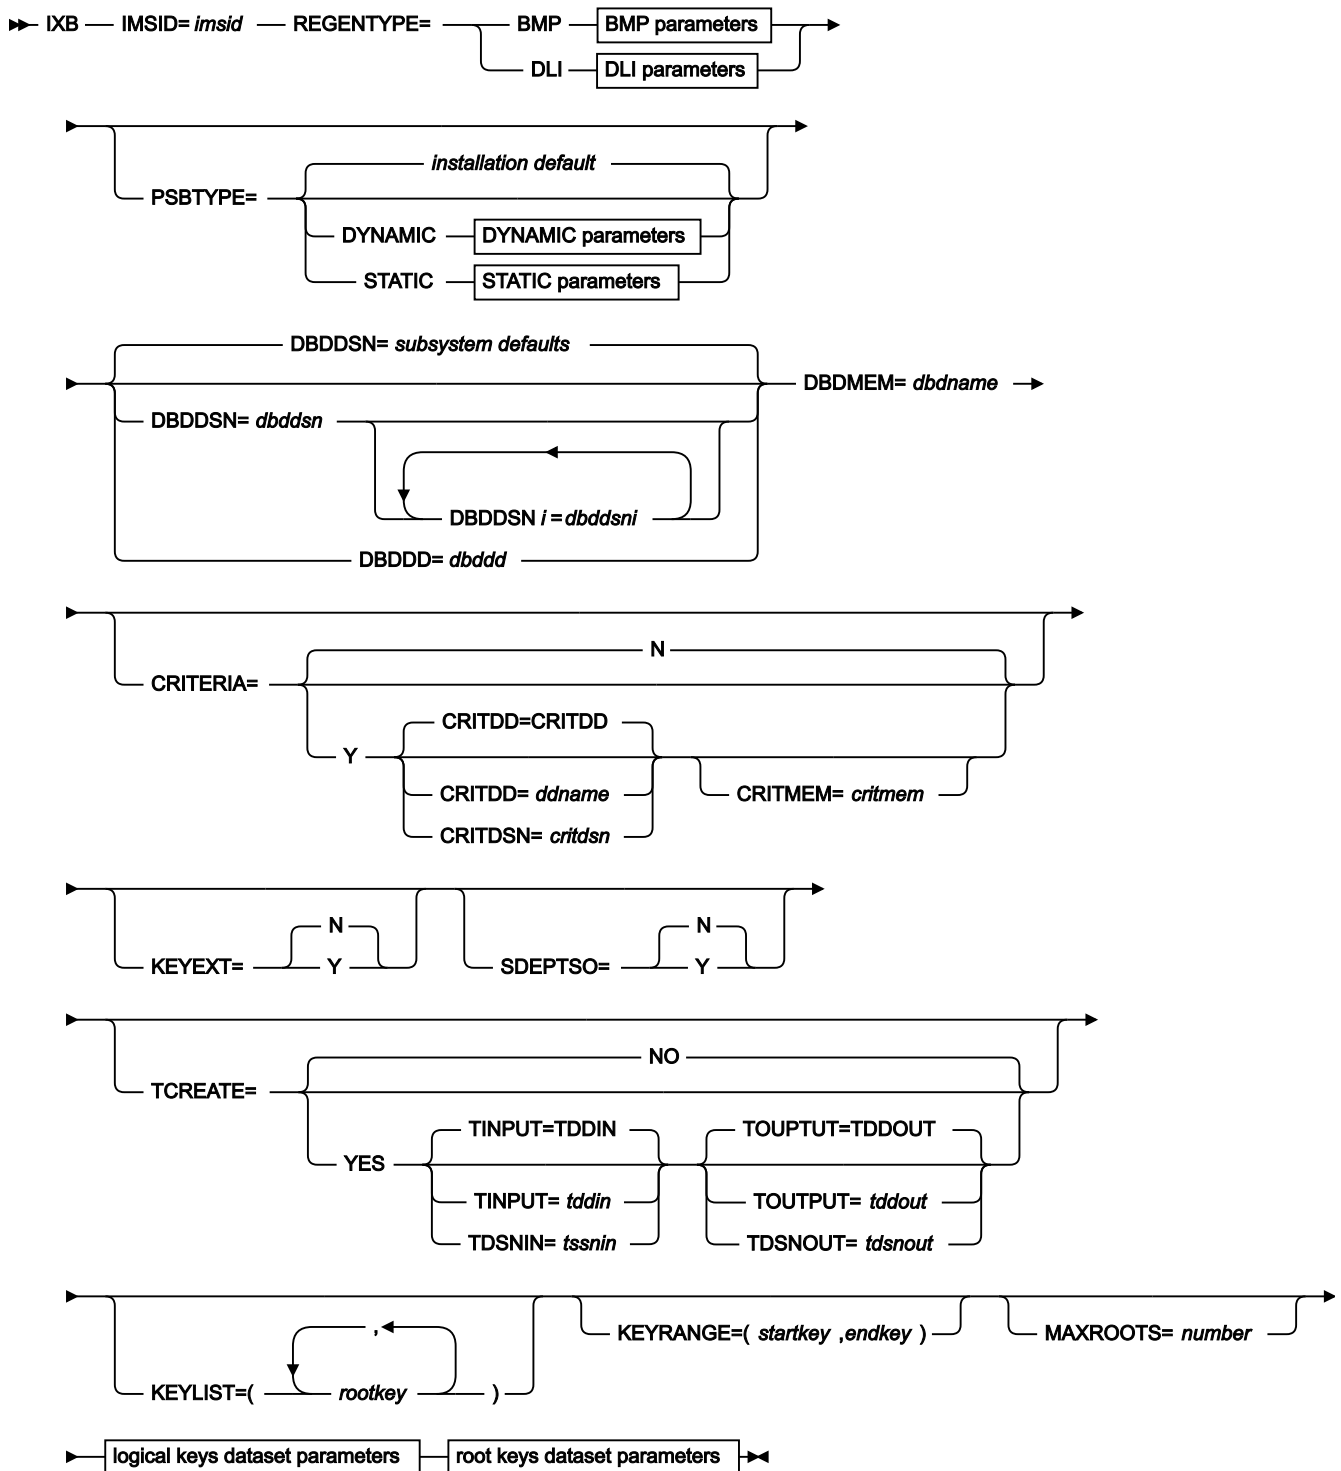 IXB IMSID= imsid REGENTYPE= BMP BMP parameters
DLI DLI parameters
installation default
PSBTYPE=
DYNAMIC DYNAMIC parameters
STATIC STATIC parameters
DBDDSN= subsystem defaults
DBDMEM= dbdname
DBDDSN= dbddsn
DBDDSN i =dbddsni
DBDDD= dbddd
N
CRITERIA=
CRITDD=CRITDD
Y
CRITDD= ddname CRITMEM= critmem
CRITDSN= critdsn
N N
KEYEXT= Y SDEPTSO= Y
NO
TCREATE=
TINPUT=TDDIN TOUPTUT=TDDOUT
YES
TINPUT= tddin TOUTPUT= tddout
TDSNIN= tssnin TDSNOUT= tdsnout
, KEYRANGE=( startkey ,endkey ) MAXROOTS= number
KEYLIST=( rootkey )
logical keys dataset parameters root keys dataset parameters